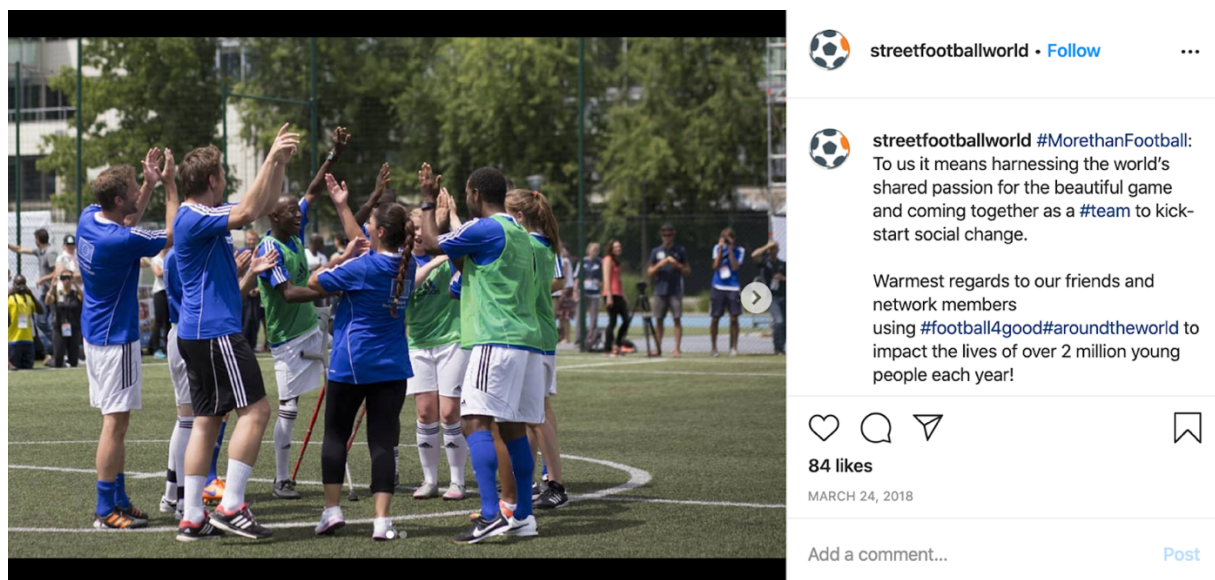 streetfootballworld • Follow
streetfootballworld #MorethanFootball:
To us it means harnessing the world's
shared passion for the beautiful game
and coming together as a #team to kick-
start social change.
Warmest regards to our friends and
network members
using #football4good#aroundtheworld to
impact the lives of over 2 million young
people each year!
84 likes
MARCH 24, 2018
Add a comment...
Post